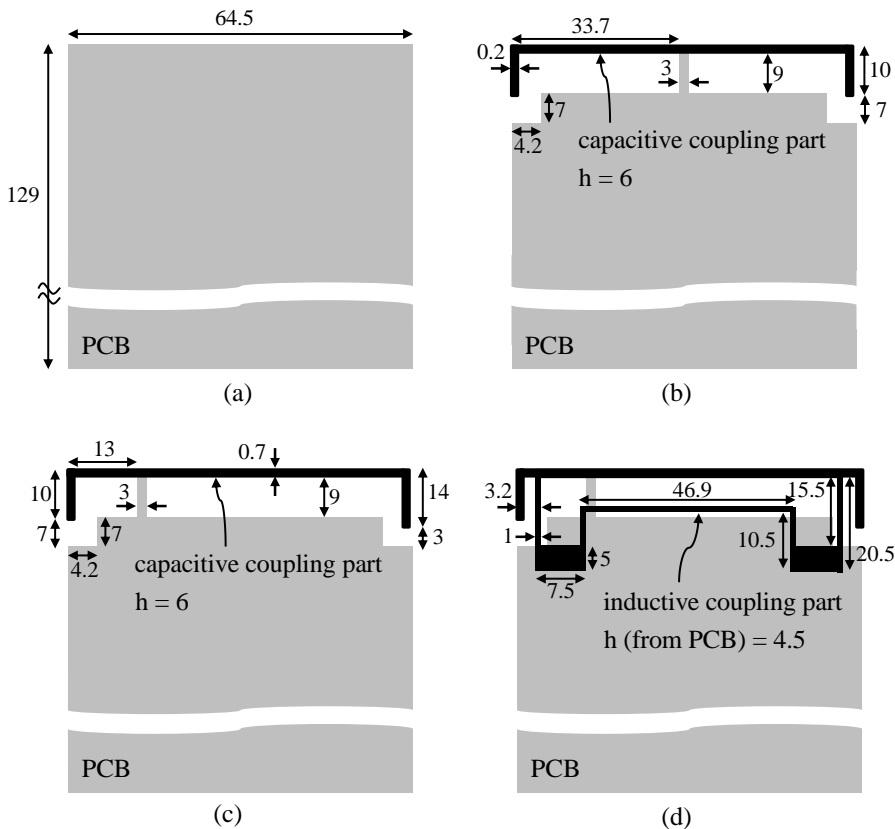 64.5
129
PCB
(a)
33.7
0.2
3
9
10
7
7
4.2
capacitive coupling part
h = 6
PCB
(b)
13
0.7
10
3
9
14
7
7
3
4.2
capacitive coupling part
h = 6
PCB
(c)
3.2
46.9
15.5
1
10.5
20.5
5
7.5
inductive coupling part
h (from PCB) = 4.5
PCB
(d)